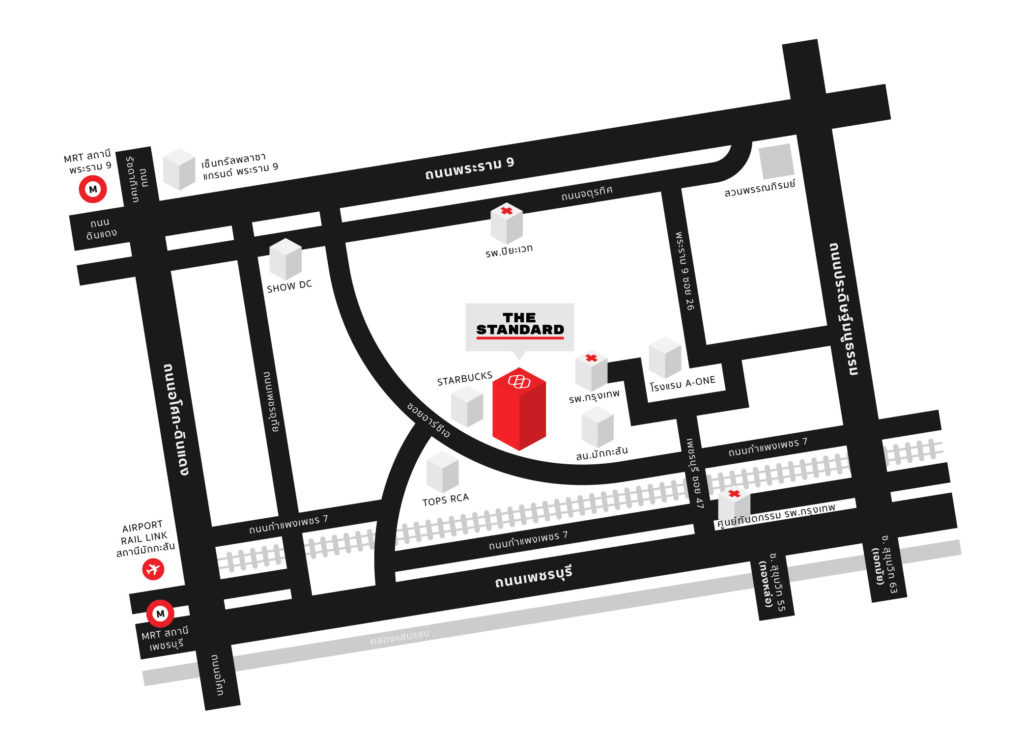 MRT สถานี
พระราม 9
M
ถนน
รัชดาภิเษก
เซ็นทรัลพลาซา
แกรนด์ พระราม 9
ถนนพระราม 9
ถนน
ดินแดง
ถนนจตุรทิศ
สวนพรรณภิรมย์
รพ.ปิยะเวท
SHOW DC
พระราม 9 ซอย 26
ถนนประดิษฐ์มนูธรรม
THE
STANDARD
STARBUCKS
รพ.กรุงเทพ
โรงแรม A-ONE
ถนนอโศก-ดินแดง
ถนนเพชรอุทัย
ซอยอาร์ซีเอ
สน.มักกะสัน
เพชรบุรี ซอย 47
ถนนกำแพงเพชร 7
TOPS RCA
ศูนย์ทันตกรรม รพ.กรุงเทพ
AIRPORT
RAIL LINK
สถานีมักกะสัน
ถนนกำแพงเพชร 7
ถนนกำแพงเพชร 7
ถนนเพชรบุรี
ซ. สุขุมวิท 55
(ทองหล่อ)
ซ. สุขุมวิท 63
(เอกมัย)
M
MRT สถานี
เพชรบุรี
คลองแสนแสบ
ถนนอโศก